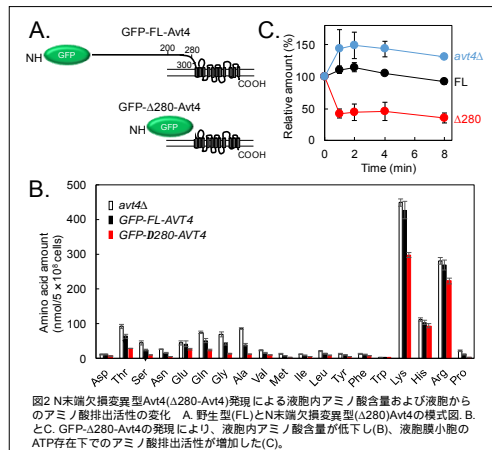 A.
GFP-FL-Avt4
NH
GFP
200
280
300
COOH
GFP-Δ280-Avt4
NH
GFP
COOH
C.
Relative amount (%)
150
100
50
0
0
2
4
6
8
Time (min)
avt4Δ
FL
Δ280
B.
Amino acid amount
(nmol/5 × 10⁸ cells)
500
400
300
200
100
0
avt4Δ
GFP-FL-AVT4
GFP-D280-AVT4
Asp
Thr
Ser
Asn
Glu
Gln
Gly
Ala
Val
Met
Ile
Leu
Tyr
Phe
Trp
Lys
His
Arg
Pro
図2 N末端欠損変異型Avt4(Δ280-Avt4)発現による液胞内アミノ酸含量および液胞から
のアミノ酸排出活性の変化 A. 野生型(FL)とN末端欠損変異型(Δ280)Avt4の模式図. B.
とC. GFP-Δ280-Avt4の発現により、液胞内アミノ酸含量が低下し(B)、液胞膜小胞の
ATP存在下でのアミノ酸排出活性が増加した(C)。